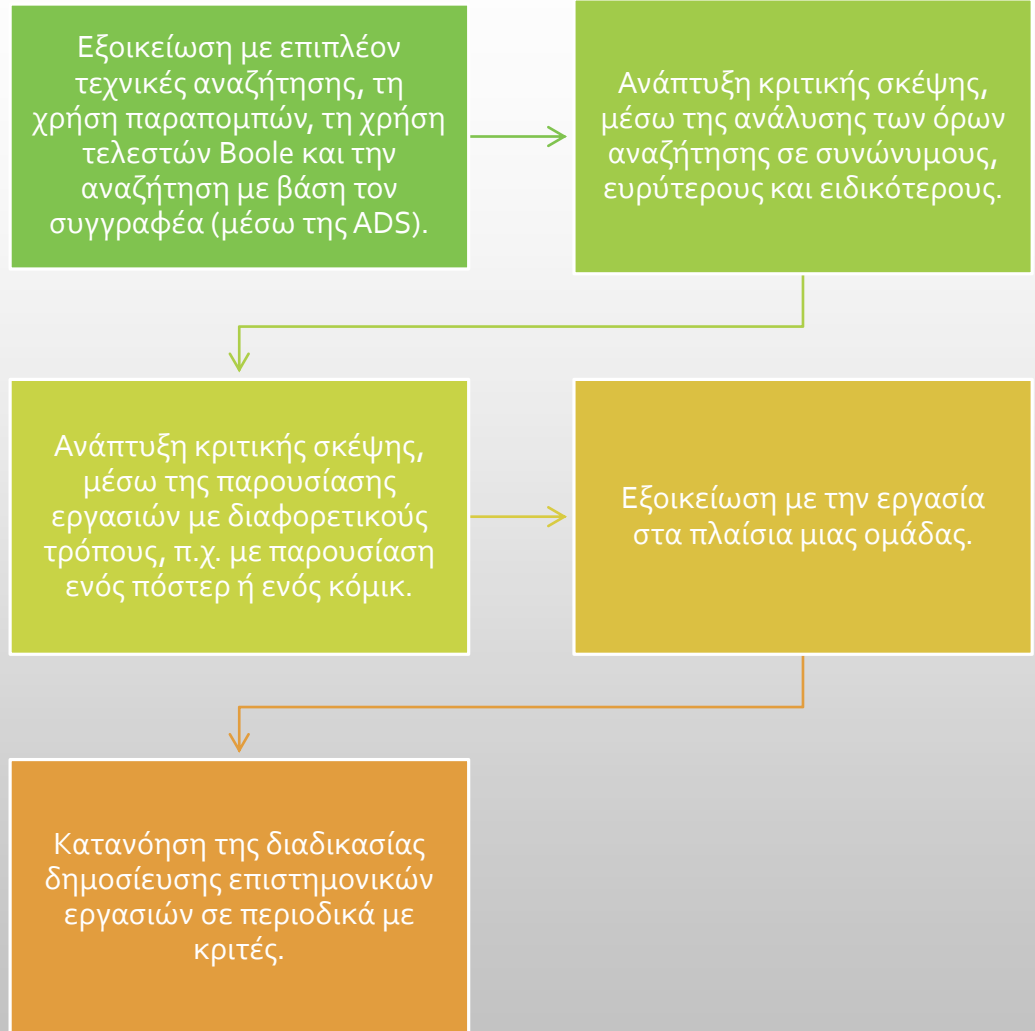 Εξοικείωση με επιπλέον
τεχνικές αναζήτησης, τη
χρήση παραπομπών, τη χρήση
τελεστών Boole και την
αναζήτηση με βάση τον
συγγραφέα (μέσω της ADS).
Ανάπτυξη κριτικής σκέψης,
μέσω της ανάλυσης των όρων
αναζήτησης σε συνώνυμους,
ευρύτερους και ειδικότερους.
Ανάπτυξη κριτικής σκέψης,
μέσω της παρουσίασης
εργασιών με διαφορετικούς
τρόπους, π.χ. με παρουσίαση
ενός πόστερ ή ενός κόμικ.
Εξοικείωση με την εργασία
στα πλαίσια μιας ομάδας.
Κατανόηση της διαδικασίας
δημοσίευσης επιστημονικών
εργασιών σε περιοδικά με
κριτές.